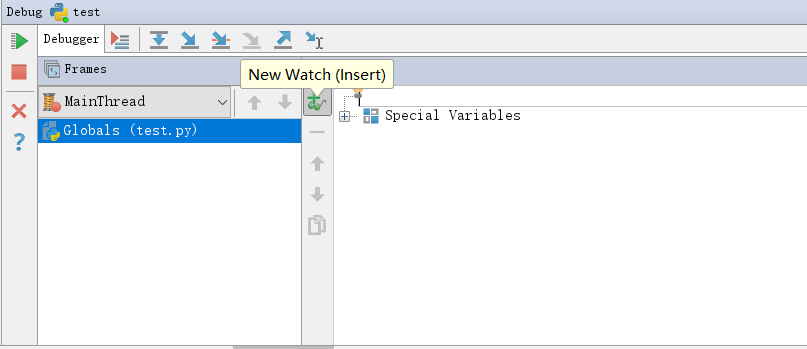 Debug test
Debugger
Frames
New Watch (Insert)
MainThread
Globals (test.py)
Special Variables